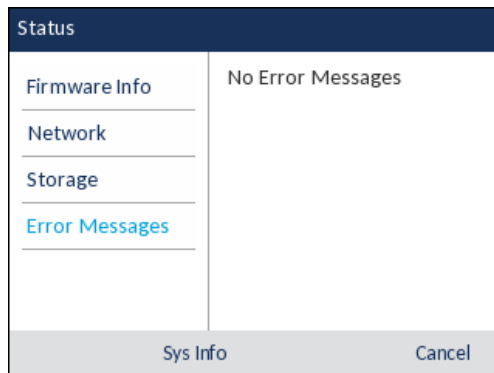 Status
Firmware Info
Network
Storage
Error Messages
No Error Messages
Sys Info
Cancel